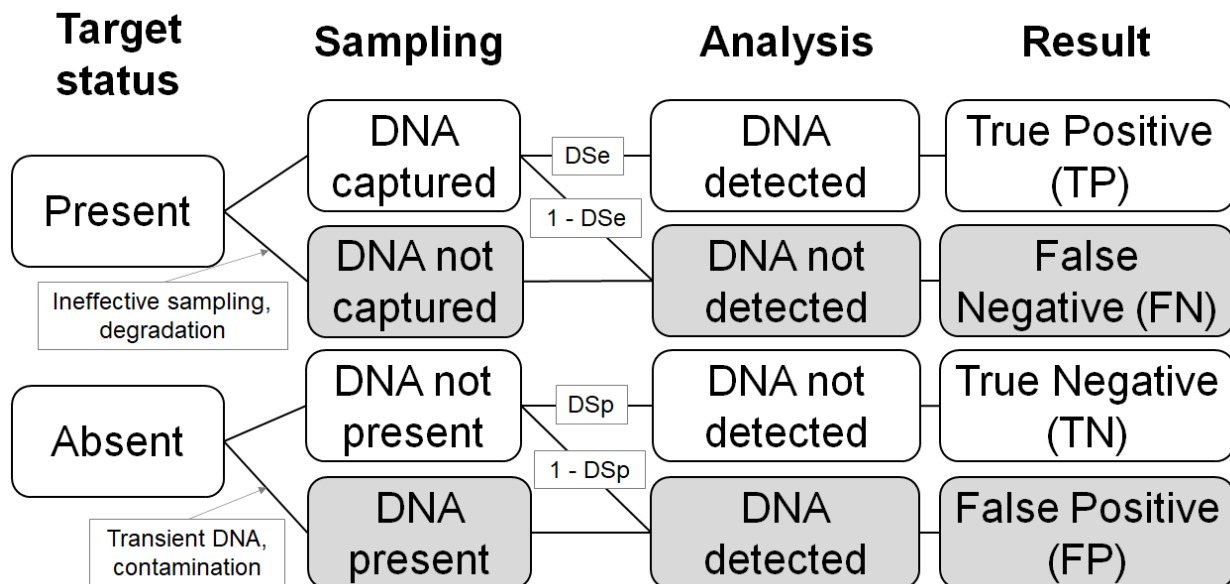 Target
status
Sampling
Analysis
Result
Present
DNA
captured
DSe
DNA
detected
True Positive
(TP)
1 - DSe
Ineffective sampling,
degradation
DNA not
captured
DNA not
detected
False
Negative (FN)
Absent
DNA not
present
DSp
DNA not
detected
True Negative
(TN)
1 - DSp
Transient DNA,
contamination
DNA
present
DNA
detected
False Positive
(FP)